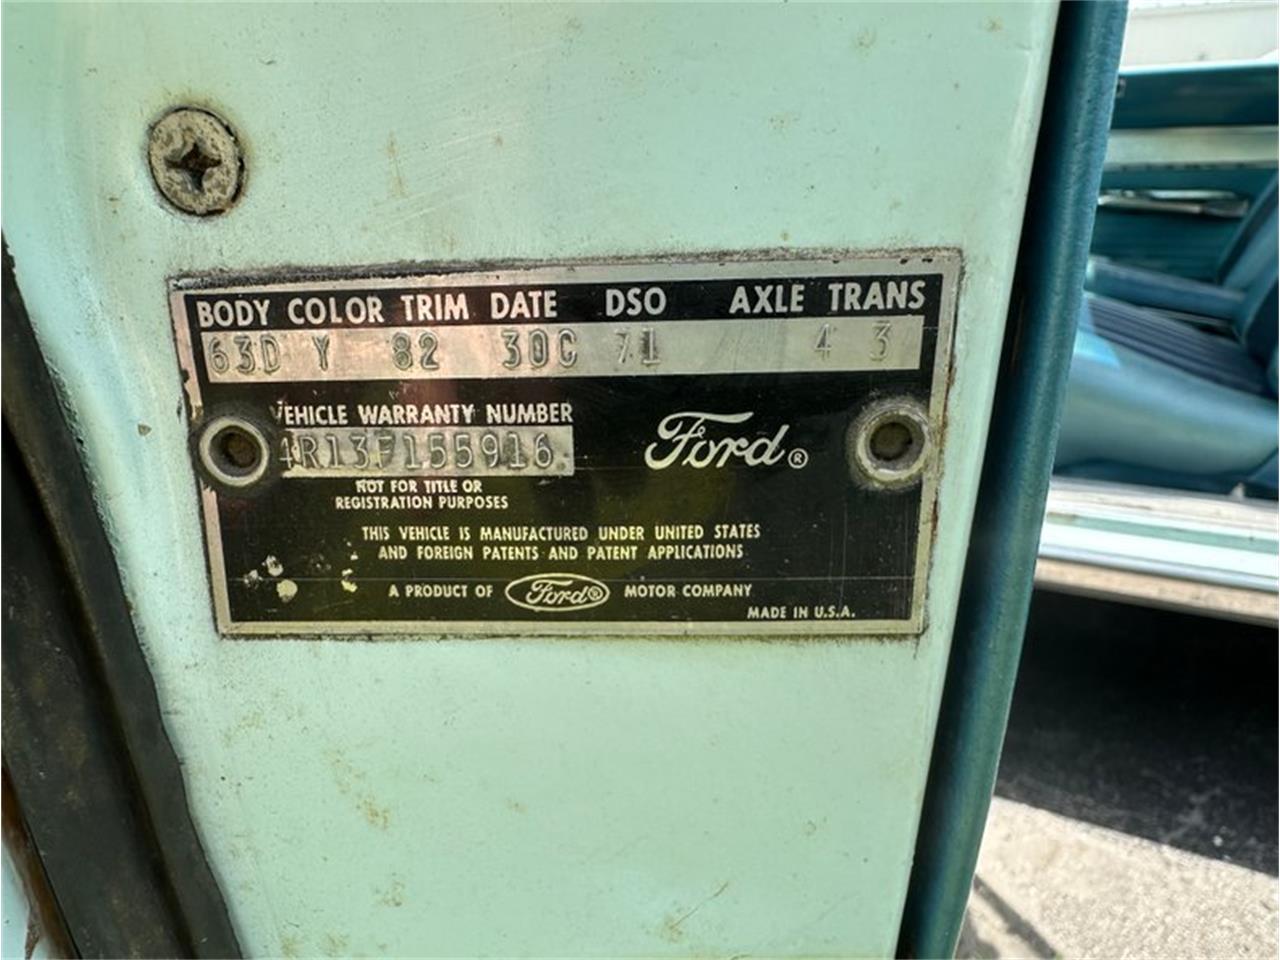 BODY COLOR TRIM DATE DSO AXLE TRANS
63D Y 82 30C 71 4 3
VEHICLE WARRANTY NUMBER
4R13F155916
Ford®
NOT FOR TITLE OR
REGISTRATION PURPOSES
THIS VEHICLE IS MANUFACTURED UNDER UNITED STATES
AND FOREIGN PATENTS AND PATENT APPLICATIONS
A PRODUCT OF Ford® MOTOR COMPANY
MADE IN U.S.A.